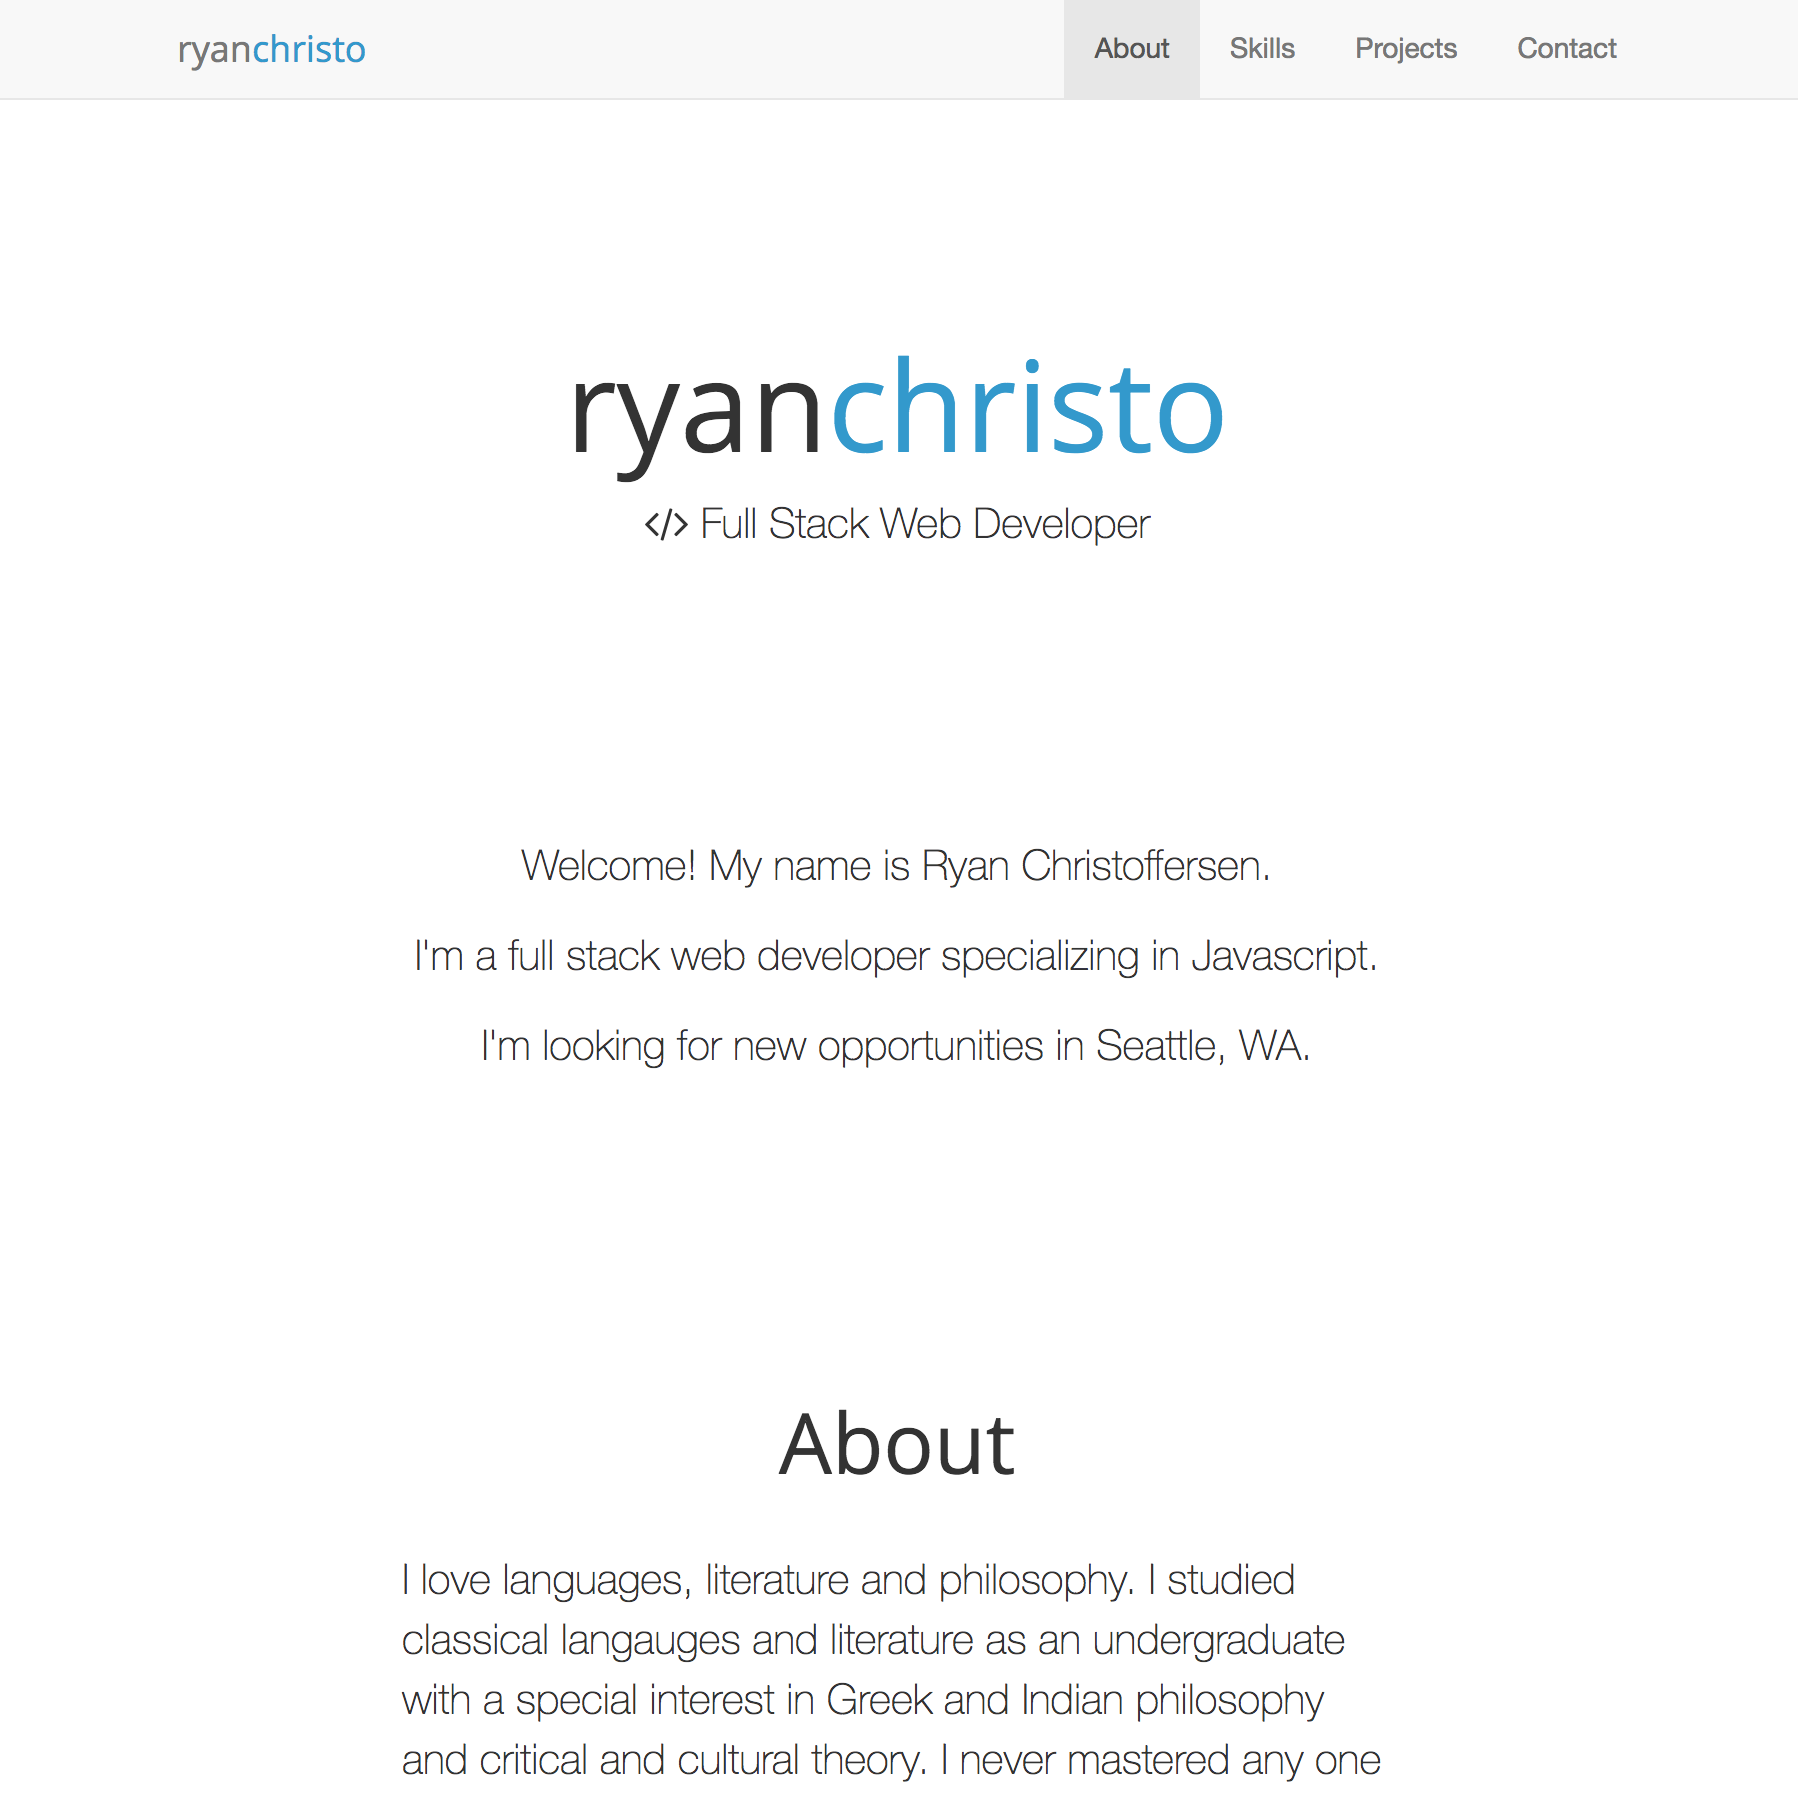 ryanchristo
About
Skills
Projects
Contact
ryanchristo
</> Full Stack Web Developer
Welcome! My name is Ryan Christoffersen.
I'm a full stack web developer specializing in Javascript.
I'm looking for new opportunities in Seattle, WA.
About
I love languages, literature and philosophy. I studied
classical langauges and literature as an undergraduate
with a special interest in Greek and Indian philosophy
and critical and cultural theory. I never mastered any one